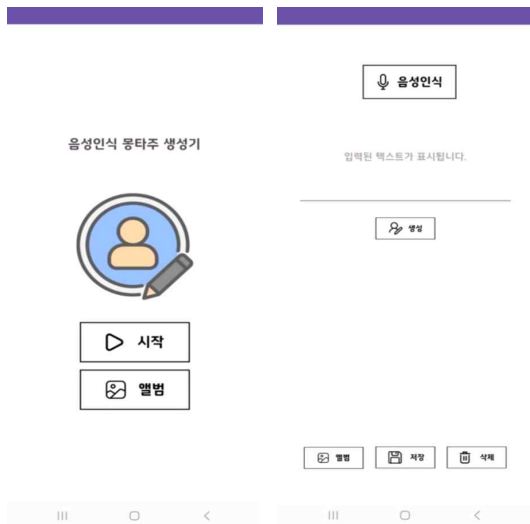 음성인식 몽타주 생성기
시작
앨범
음성인식
입력된 텍스트가 표시됩니다.
생성
앨범
저장
삭제